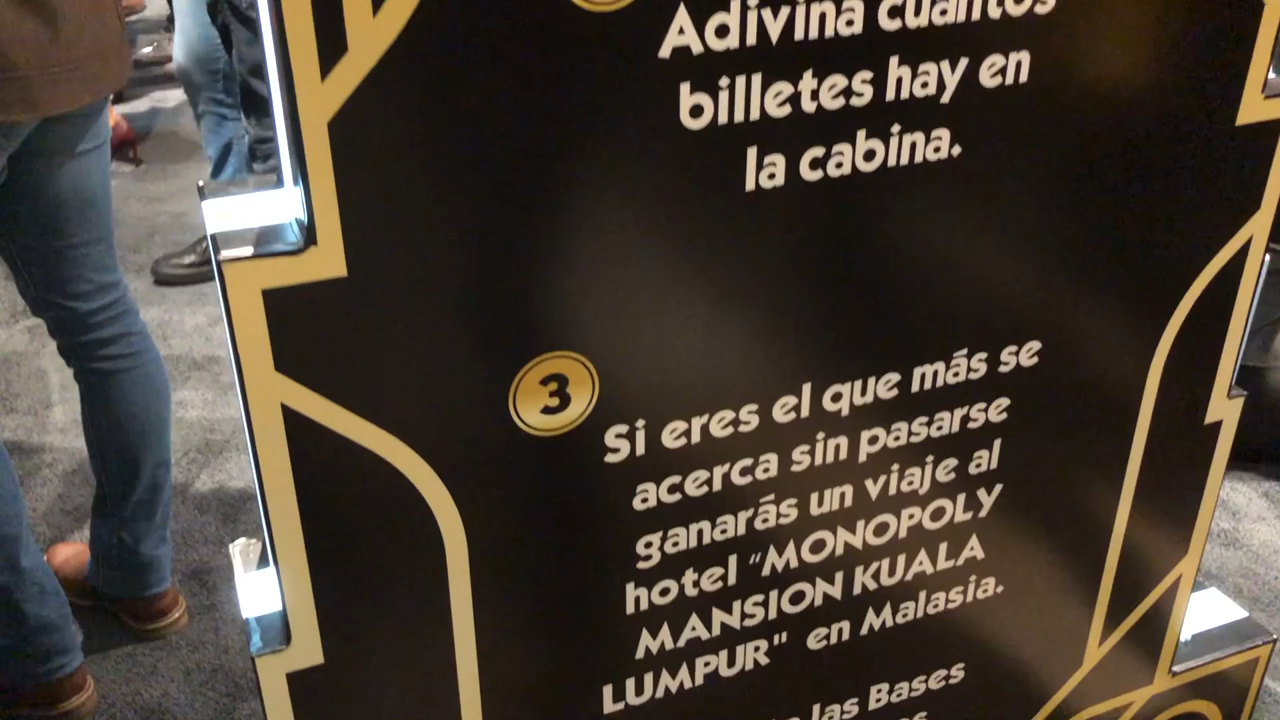 Adivina cuántos
billetes hay en
la cabina.
3
Si eres el que más se
acerca sin pasarse
ganarás un viaje al
hotel "MONOPOLY
MANSION KUALA
LUMPUR" en Malasia.
las Bases